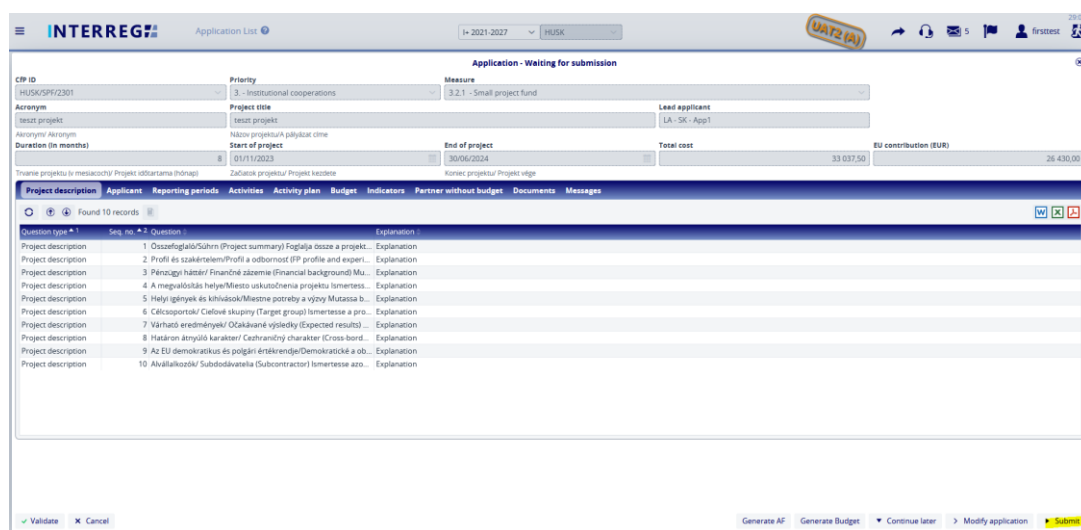 INTERREG
Application List
I+ 2021-2027
HUSK
UAT2 (A)
5
firsttest
Application - Waiting for submission
CfP ID
Priority
Measure
HUSK/SPF/2301
3. - Institutional cooperations
3.2.1 - Small project fund
Acronym
Project title
Lead applicant
teszt projekt
teszt projekt
LA - SK - App1
Akronym/ Akronym
Názov projektu/A pályázat címe
Duration (in months)
Start of project
End of project
Total cost
EU contribution (EUR)
8
01/11/2023
30/06/2024
33 037,50
26 430,00
Trvanie projektu (v mesiacoch)/ Projekt időtartama (hónap)
Začiatok projektu/ Projekt kezdete
Koniec projektu/ Projekt vége
Project description Applicant Reporting periods Activities Activity plan Budget Indicators Partner without budget Documents Messages
Found 10 records
Question type 1 Seq. no. 2 Question Explanation
Project description 1 Összefoglaló/Súhrn (Project summary) Foglalja össze a projekt... Explanation
Project description 2 Profil és szakértelem/Profil a odbornosť (FP profile and experi... Explanation
Project description 3 Pénzügyi háttér/ Finančné zázemie (Financial background) Mu... Explanation
Project description 4 A megvalósítás helye/Miesto uskutočnenia projektu Ismertess... Explanation
Project description 5 Helyi igények és kihívások/Miestne potreby a výzvy Mutassa b... Explanation
Project description 6 Célcsoportok/ Cieľové skupiny (Target group) Ismertesse a pro... Explanation
Project description 7 Várható eredmények/ Očakávané výsledky (Expected results) ... Explanation
Project description 8 Határon átnyúló karakter/ Cezhraničný charakter (Cross-bord... Explanation
Project description 9 Az EU demokratikus és polgári értékrendje/Demokratické a ob... Explanation
Project description 10 Alvállalkozók/ Subdodávatelia (Subcontractor) Ismertesse azo... Explanation
Validate
Cancel
Generate AF
Generate Budget
Continue later
Modify application
Submit